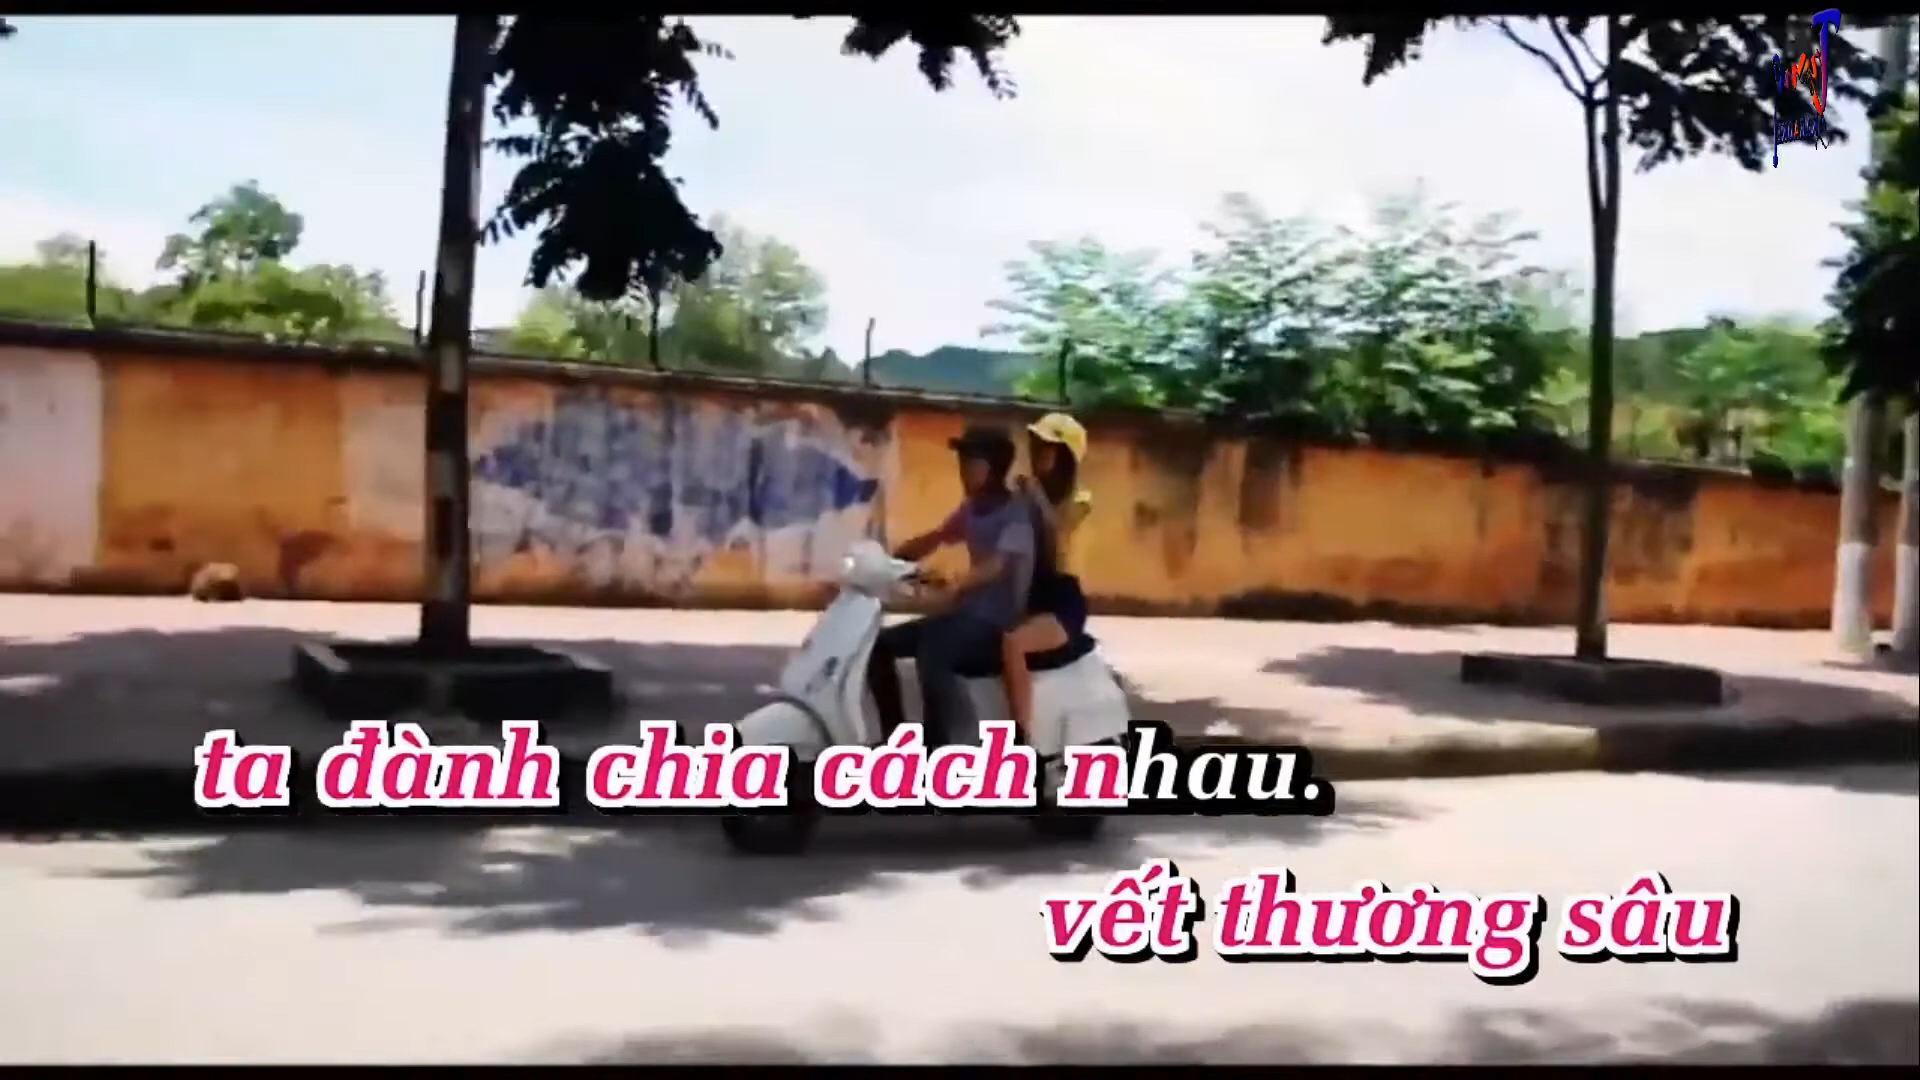 ta đành chia cách nhau.
vết thương sâu